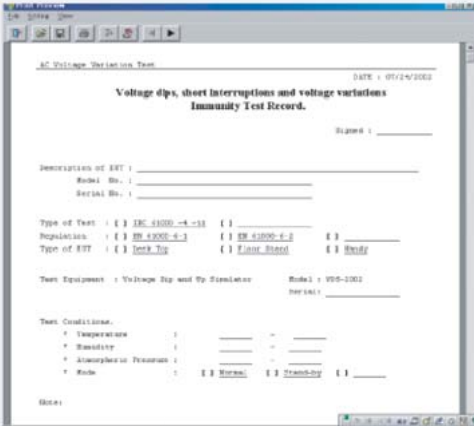 Print Preview
AC Voltage Variation Test
DATE : 07/24/2002
Voltage dips, short interruptions and voltage variations
Immunity Test Record.
Signed :
Description of EUT :
Model No. :
Serial No. :
Type of Test : [ ] IEC 61000 -4 -11 [ ]
Regulation : [ ] EN 61000-6-1 [ ] EN 61000-6-2 [ ]
Type of EUT : [ ] Desk Top [ ] Floor Stand [ ] Handy
Test Equipment : Voltage Dip and Up Simulator Model : VDS-2002
Serial:
Test Conditions.
* Temperature : -
* Humidity : -
* Atmospheric Pressure : -
* Mode : [ ] Normal [ ] Stand-by [ ]
Note: